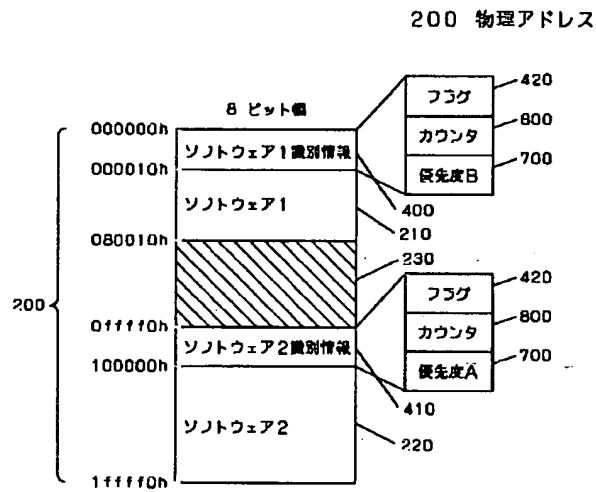 200 物理アドレス
8 ビット幅
000000h
ソフトウェア1識別情報
000010h
ソフトウェア1
080010h
200
0ffff0h
ソフトウェア2識別情報
100000h
ソフトウェア2
1ffff0h
フラグ
420
カウンタ
800
優先度B
700
400
210
230
フラグ
420
カウンタ
800
優先度A
700
410
220